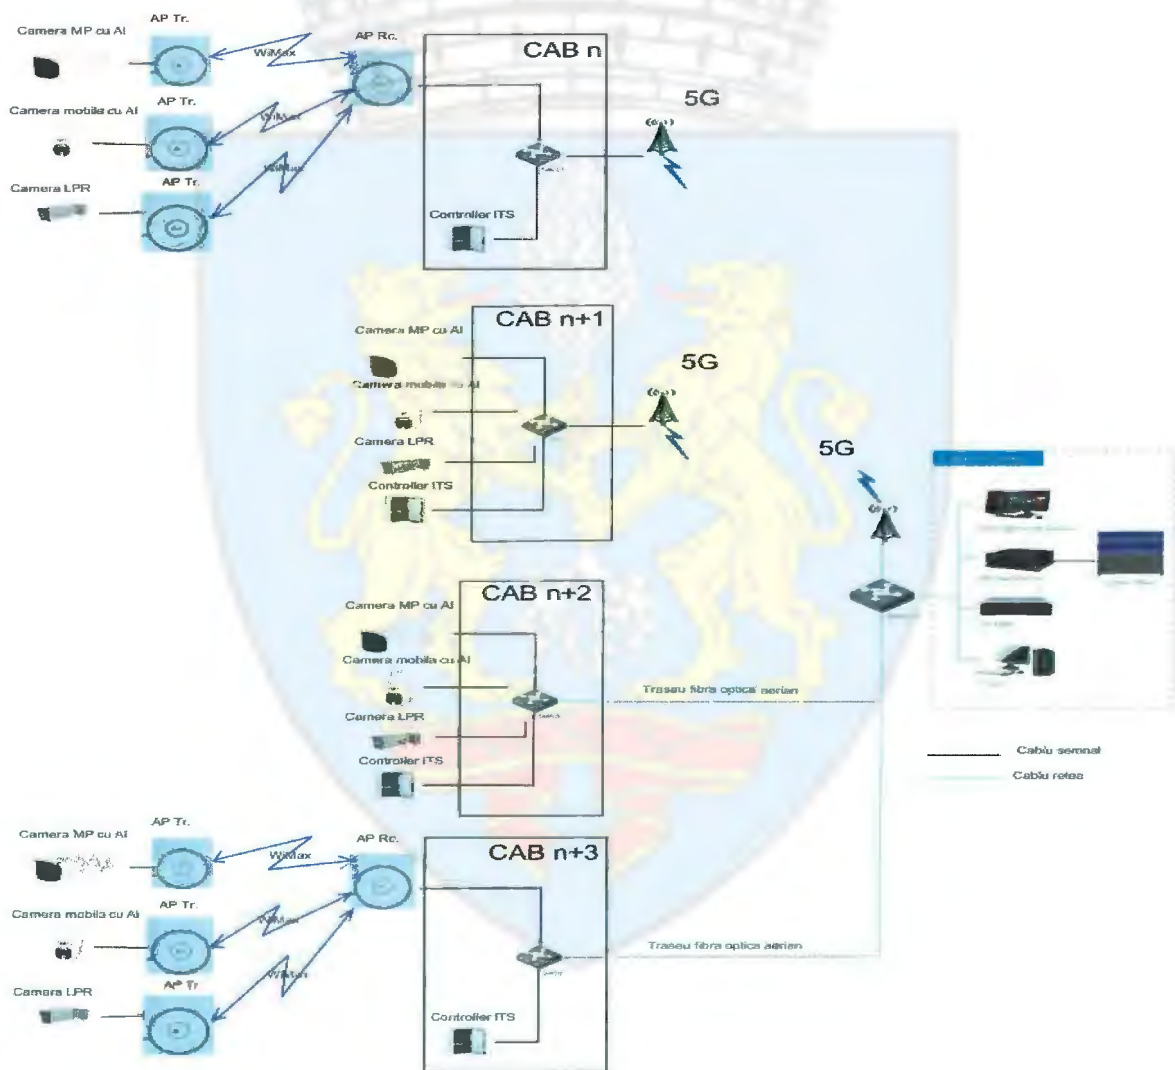 AP Tr.
Camera MP cu AI
WiMax
AP Rc.
CAB n
5G
AP Tr.
Camera mobila cu AI
WiMax
AP Tr.
Camera LPR
WiMax
Controller ITS
CAB n+1
Camera MP cu AI
5G
Camera mobila cu AI
Camera LPR
Controller ITS
5G
CAB n+2
Camera MP cu AI
Camera mobila cu AI
Camera LPR
Controller ITS
Traseu fibra optica aerian
Cablu semnal
Cablu retea
AP Tr.
Camera MP cu AI
WiMax
AP Rc.
CAB n+3
AP Tr.
Camera mobila cu AI
WiMax
Traseu fibra optica aerian
AP Tr
Camera LPR
WiMax
Controller ITS